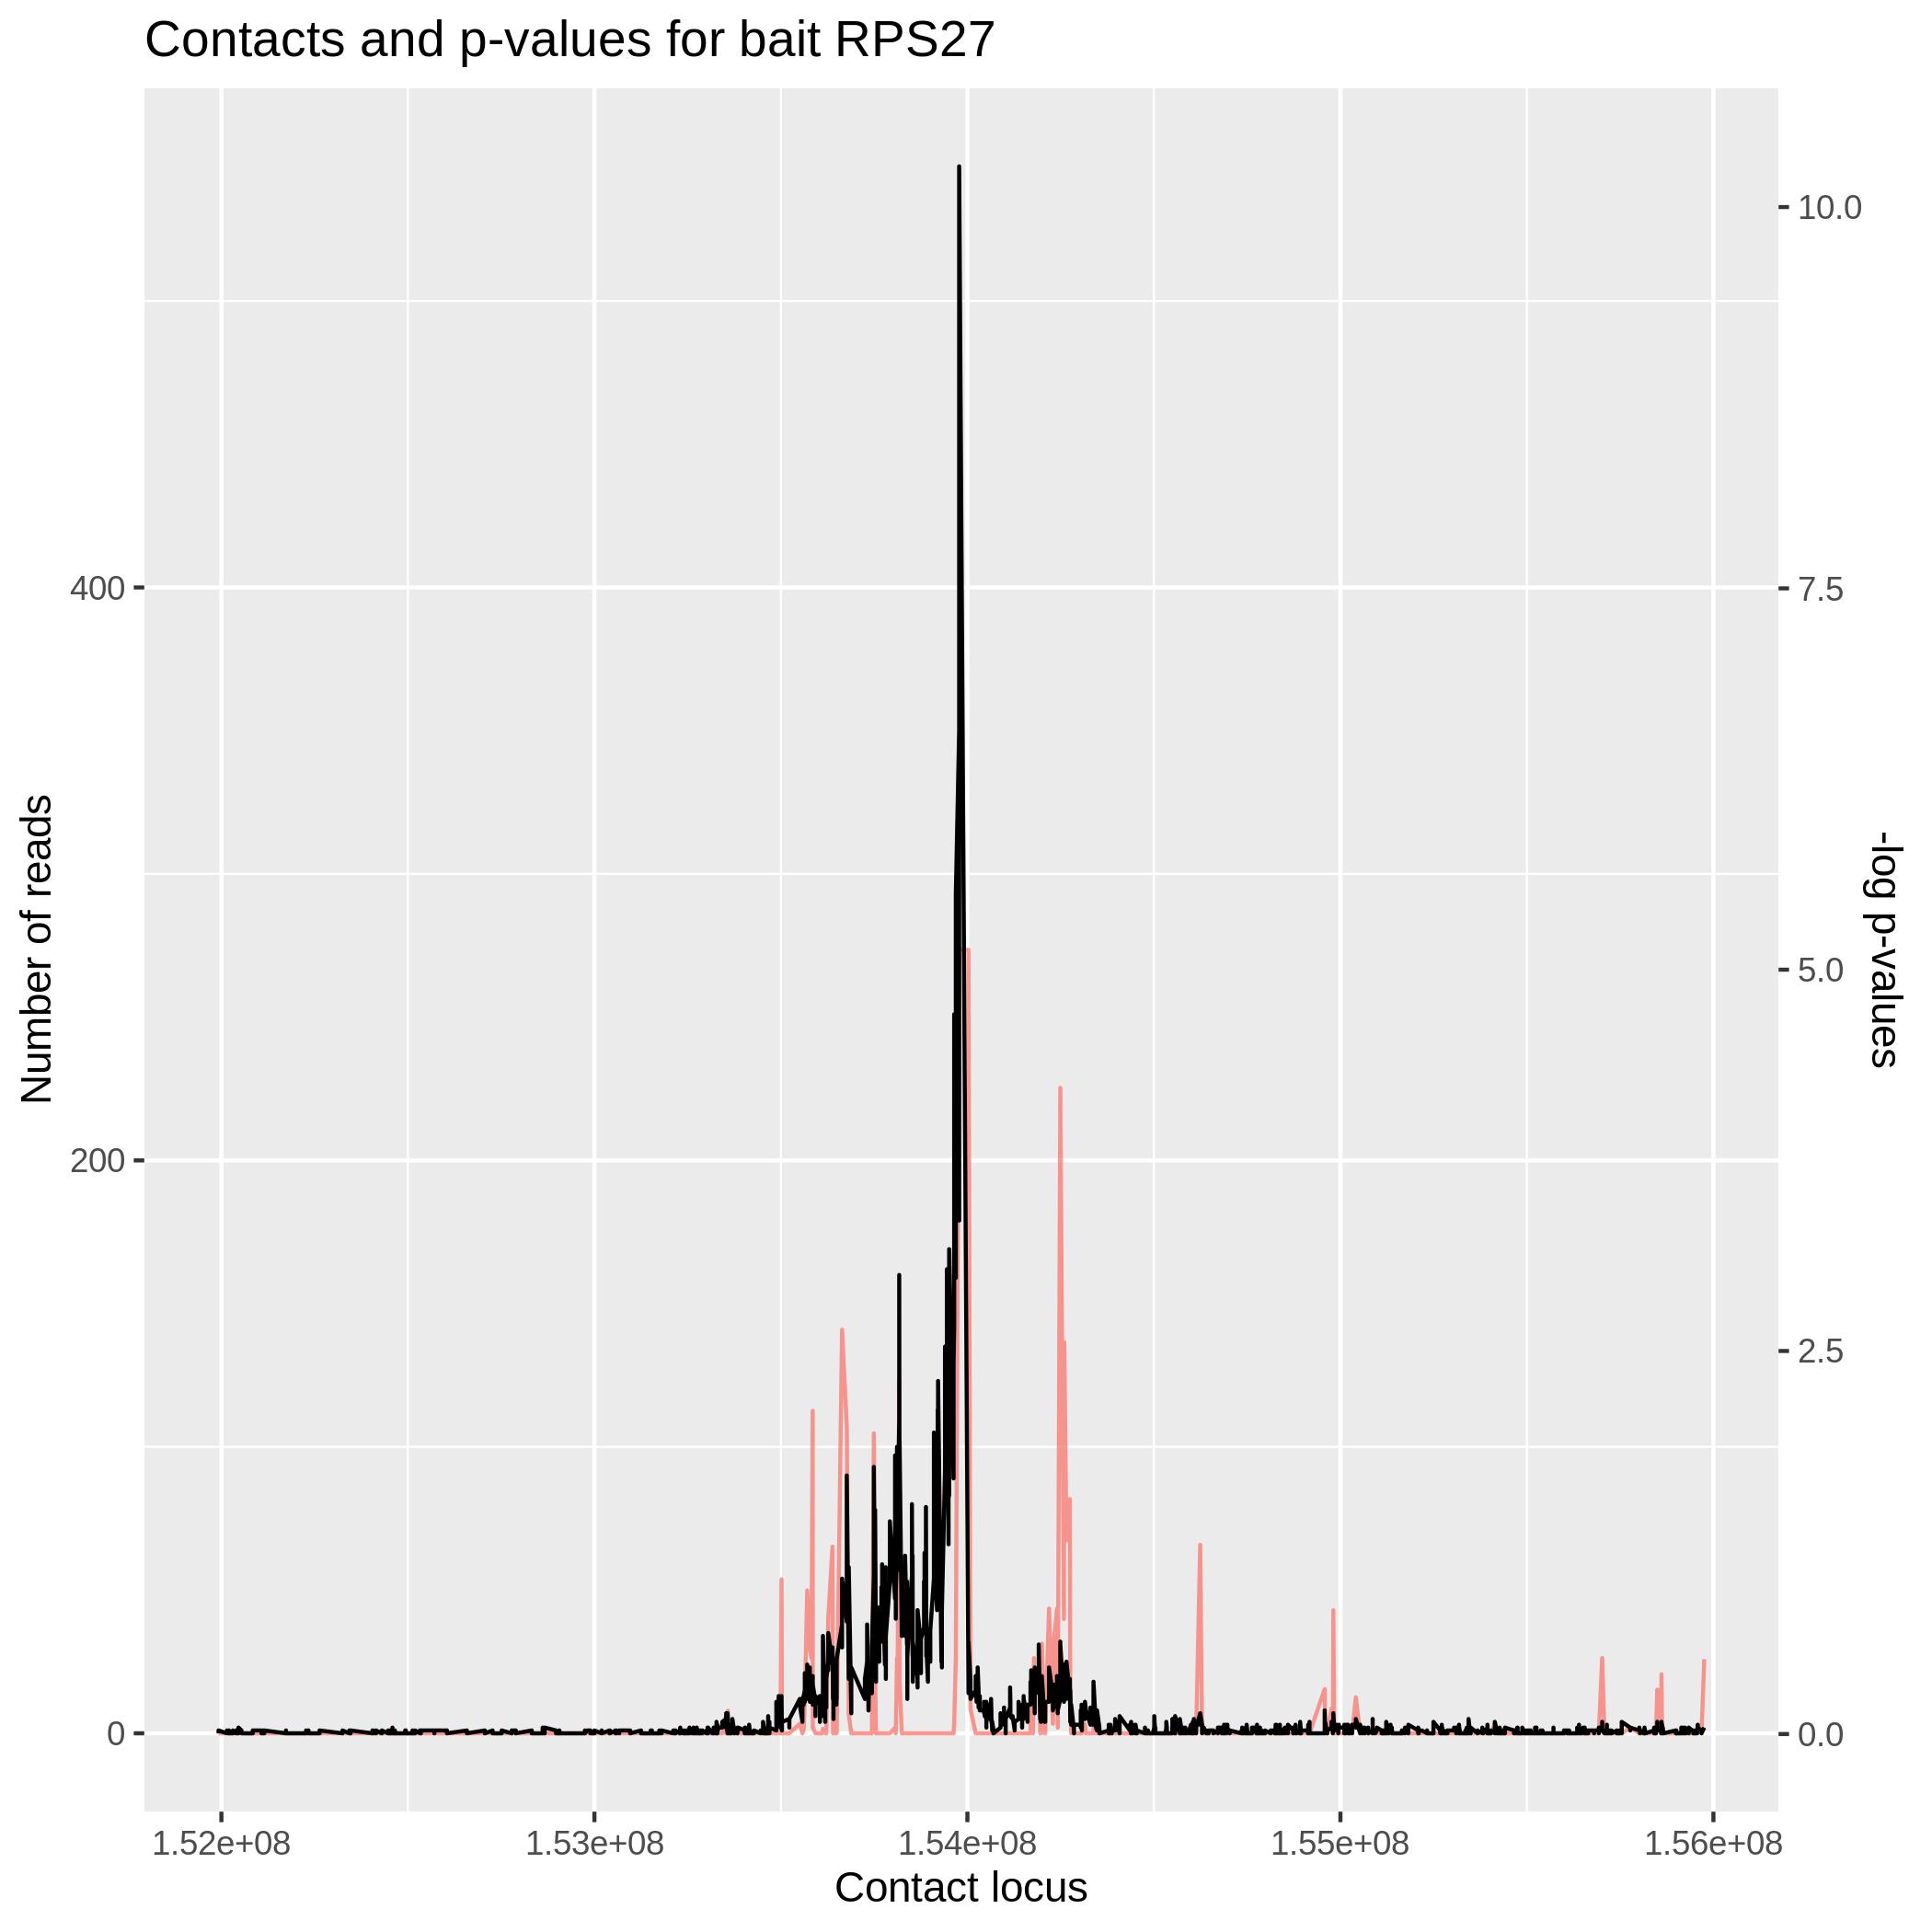 Contacts and p-values for bait RPS27
Number of reads
400
200
0
10.0
7.5
5.0
2.5
0.0
-log p-values
1.52e+08
1.53e+08
1.54e+08
1.55e+08
1.56e+08
Contact locus